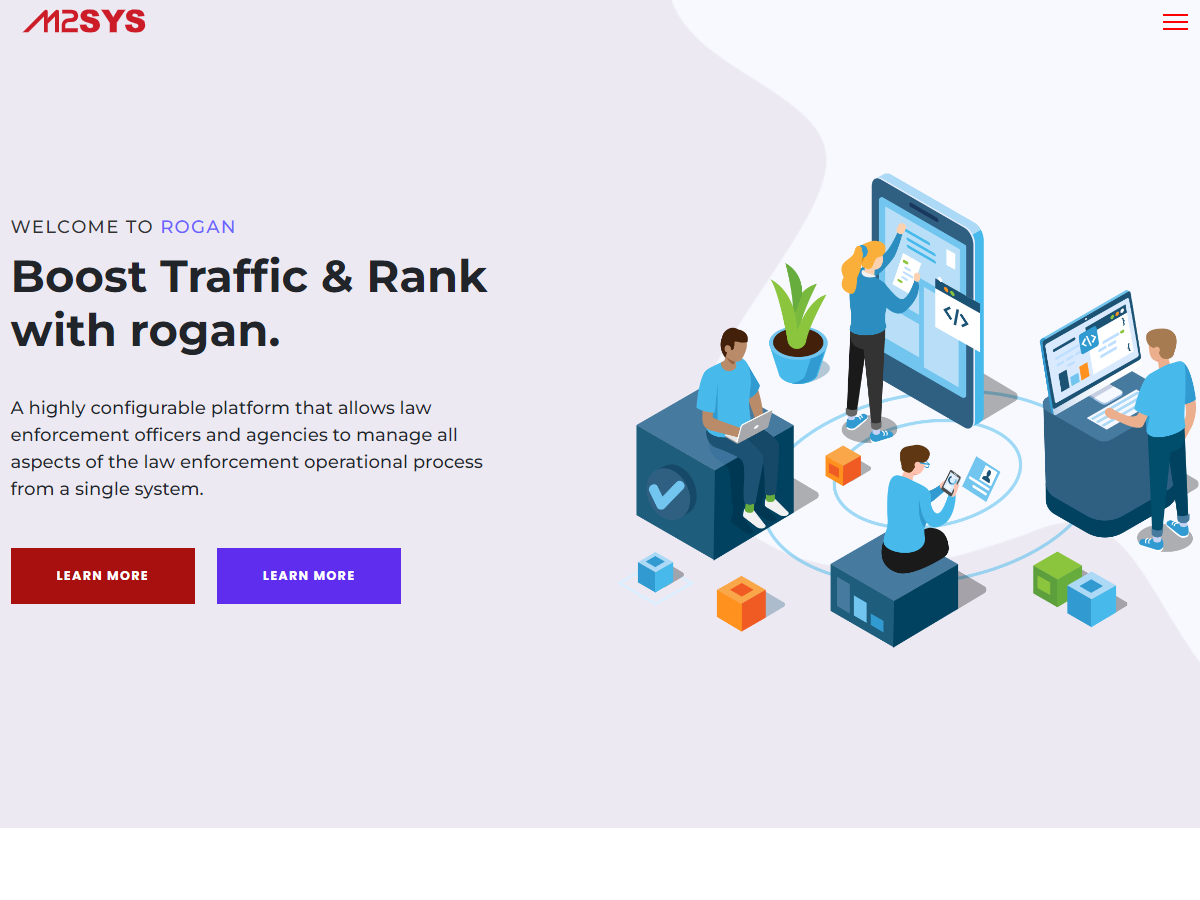 M2SYS
WELCOME TO ROGAN
Boost Traffic & Rank
with rogan.
A highly configurable platform that allows law
enforcement officers and agencies to manage all
aspects of the law enforcement operational process
from a single system.
LEARN MORE
LEARN MORE